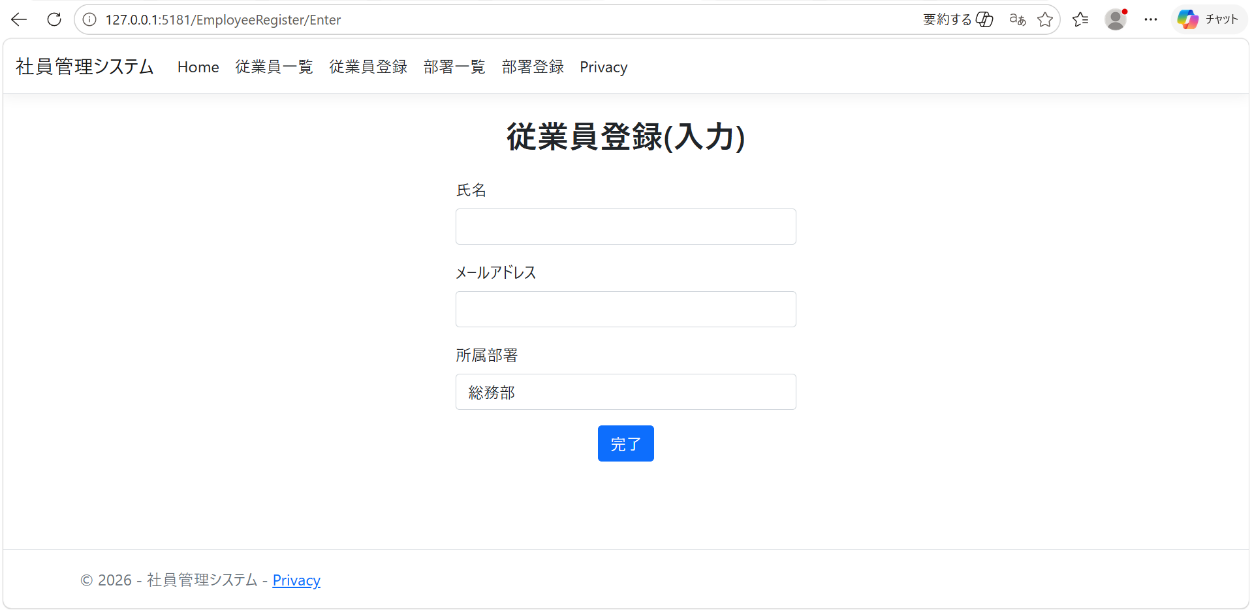 127.0.0.1:5181/EmployeeRegister/Enter 要約する あぁ チャット
社員管理システム Home 従業員一覧 従業員登録 部署一覧 部署登録 Privacy
従業員登録(入力)
氏名
メールアドレス
所属部署
総務部
完了
© 2026 - 社員管理システム - Privacy